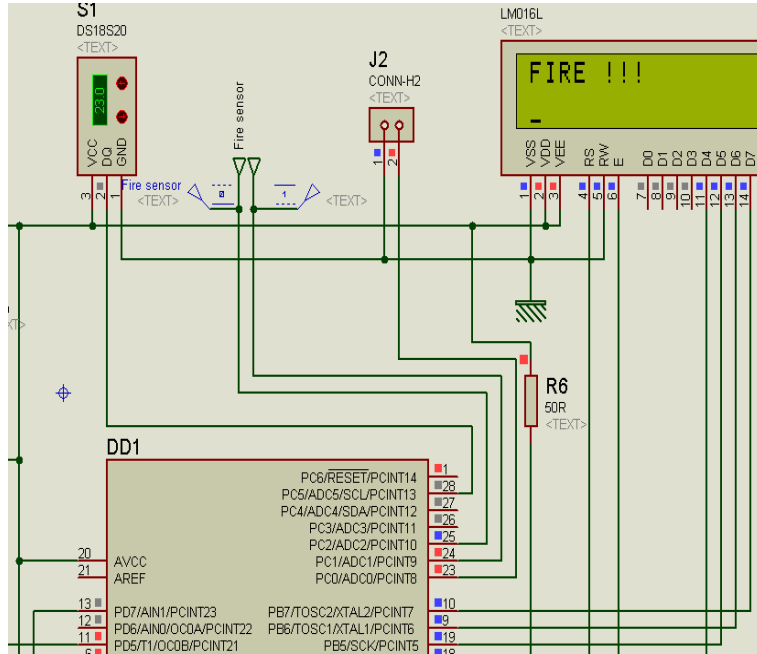 S1
DS18S20
<TEXT>
23.0
VCC
DQ
GND
3
2
1
Fire sensor
Fire sensor
<TEXT>
0
1
<TEXT>
J2
CONN-H2
<TEXT>
1
2
LM016L
<TEXT>
FIRE !!!
VSS
VDD
VEE
RS
RW
E
D0
D1
D2
D3
D4
D5
D6
D7
1
2
3
4
5
6
7
8
9
10
11
12
13
14
R6
50R
<TEXT>
DD1
PC6/RESET/PCINT14
1
PC5/ADC5/SCL/PCINT13
28
PC4/ADC4/SDA/PCINT12
27
PC3/ADC3/PCINT11
26
PC2/ADC2/PCINT10
25
20
AVCC
PC1/ADC1/PCINT9
24
21
AREF
PC0/ADC0/PCINT8
23
13
PD7/AIN1/PCINT23
PB7/TOSC2/XTAL2/PCINT7
10
12
PD6/AIN0/OC0A/PCINT22
PB6/TOSC1/XTAL1/PCINT6
9
11
PD5/T1/OC0B/PCINT21
PB5/SCK/PCINT5
19